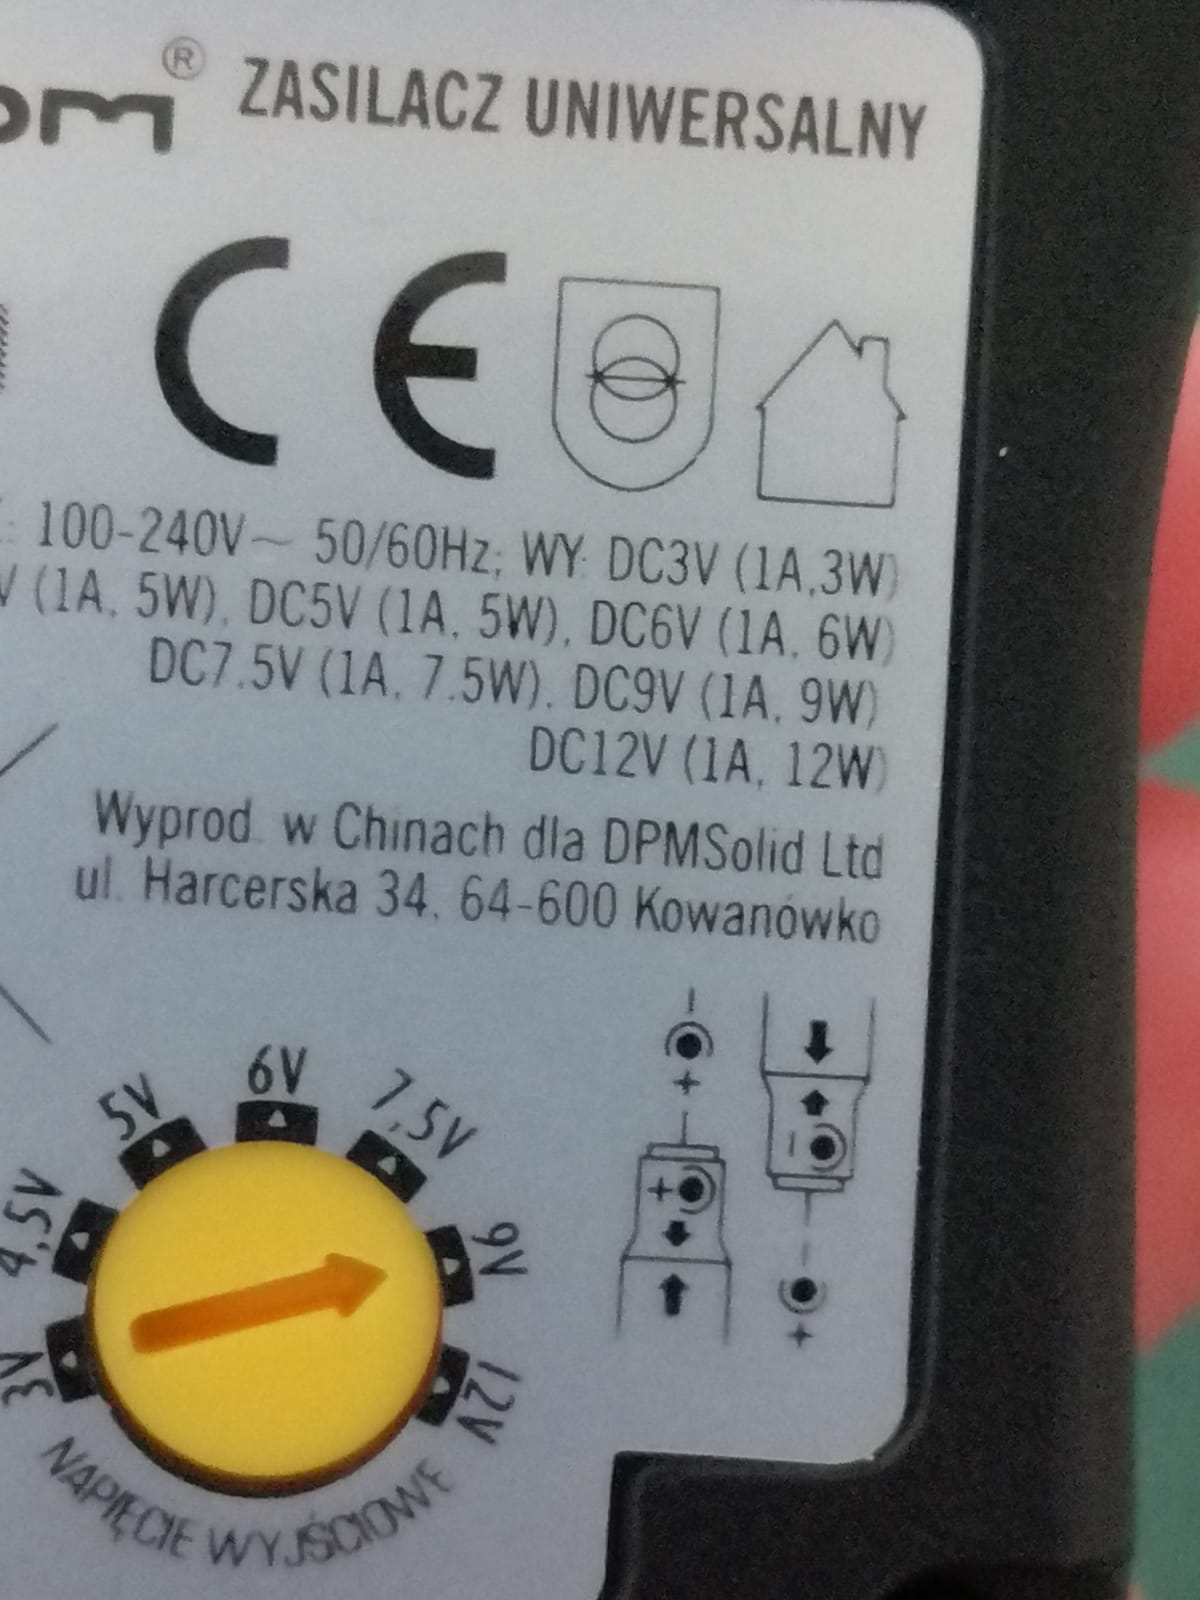 ® ZASILACZ UNIWERSALNY
CE
100-240V~ 50/60Hz; WY: DC3V (1A,3W)
V (1A, 5W), DC5V (1A, 5W), DC6V (1A, 6W)
DC7.5V (1A, 7.5W), DC9V (1A, 9W)
DC12V (1A, 12W)
Wyprod. w Chinach dla DPMSolid Ltd
ul. Harcerska 34, 64-600 Kowanówko
3V
4,5V
5V
6V
7,5V
9V
12V
NAPIĘCIE WYJŚCIOWE